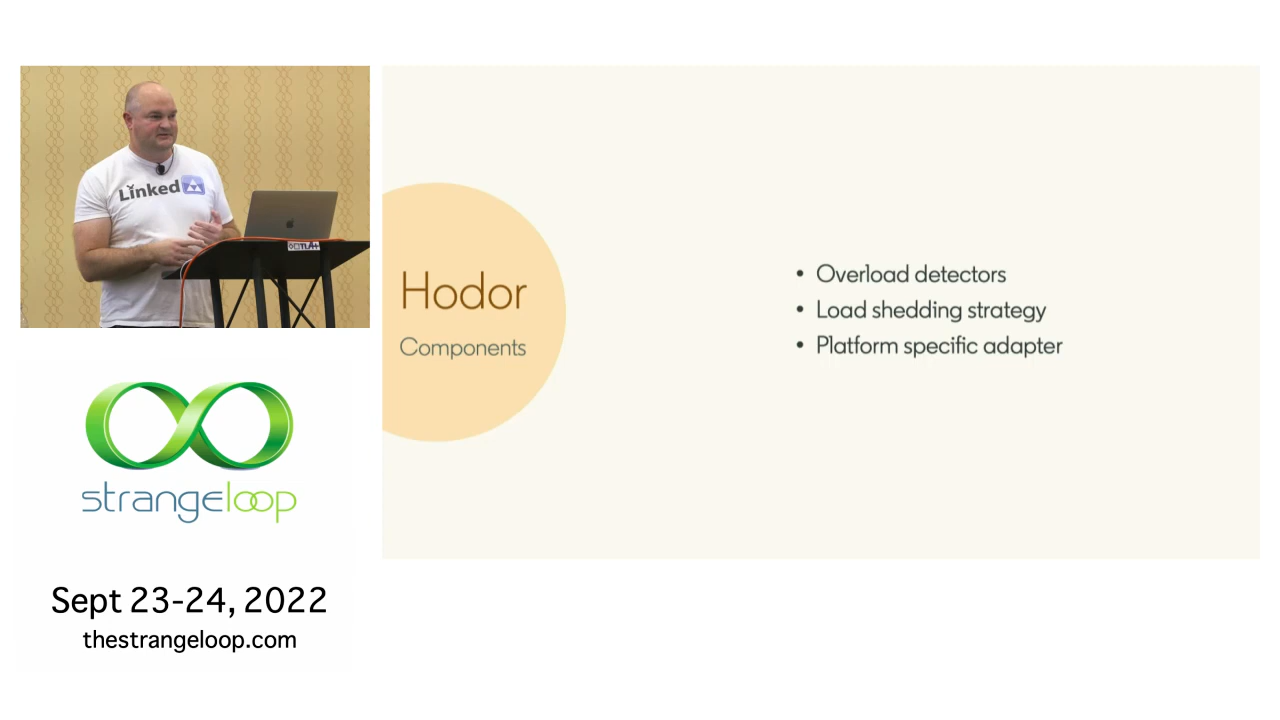 Linked
strangeloop
Sept 23-24, 2022
thestrangeloop.com
Hodor
Components
• Overload detectors
• Load shedding strategy
• Platform specific adapter